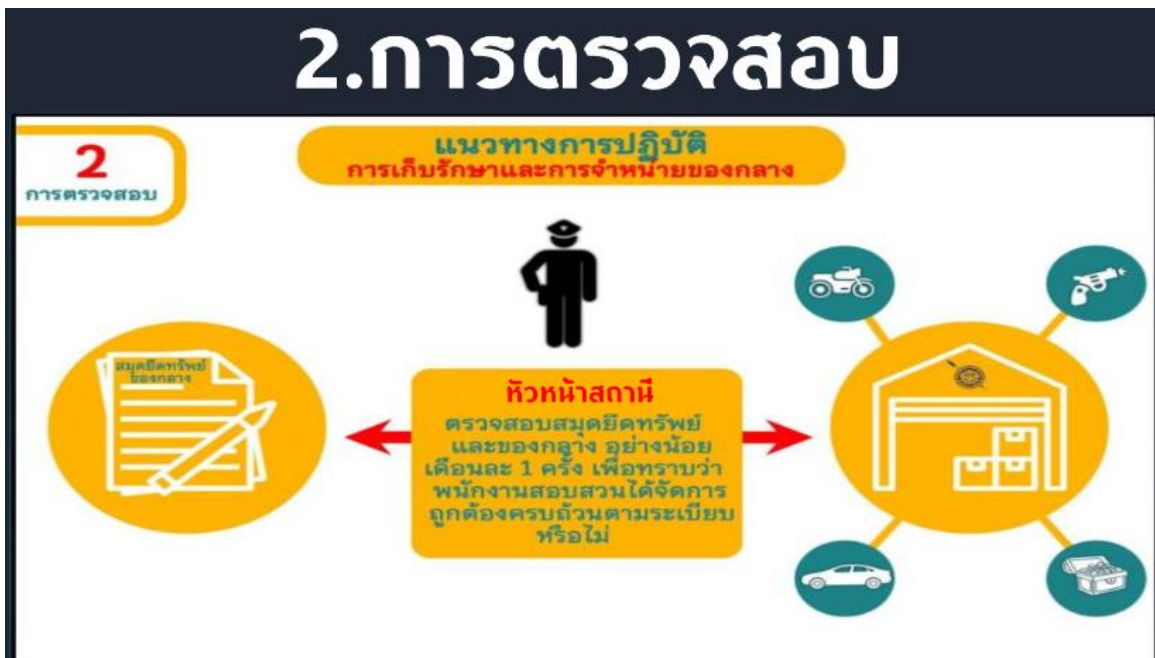 2.การตรวจสอบ
2
การตรวจสอบ
แนวทางการปฏิบัติ
การเก็บรักษาและการจำหน่ายของกลาง
สมุดยึดทรัพย์
ของกลาง
หัวหน้าสถานี
ตรวจสอบสมุดยึดทรัพย์
และของกลาง อย่างน้อย
เดือนละ 1 ครั้ง เพื่อทราบว่า
พนักงานสอบสวนได้จัดการ
ถูกต้องครบถ้วนตามระเบียบ
หรือไม่